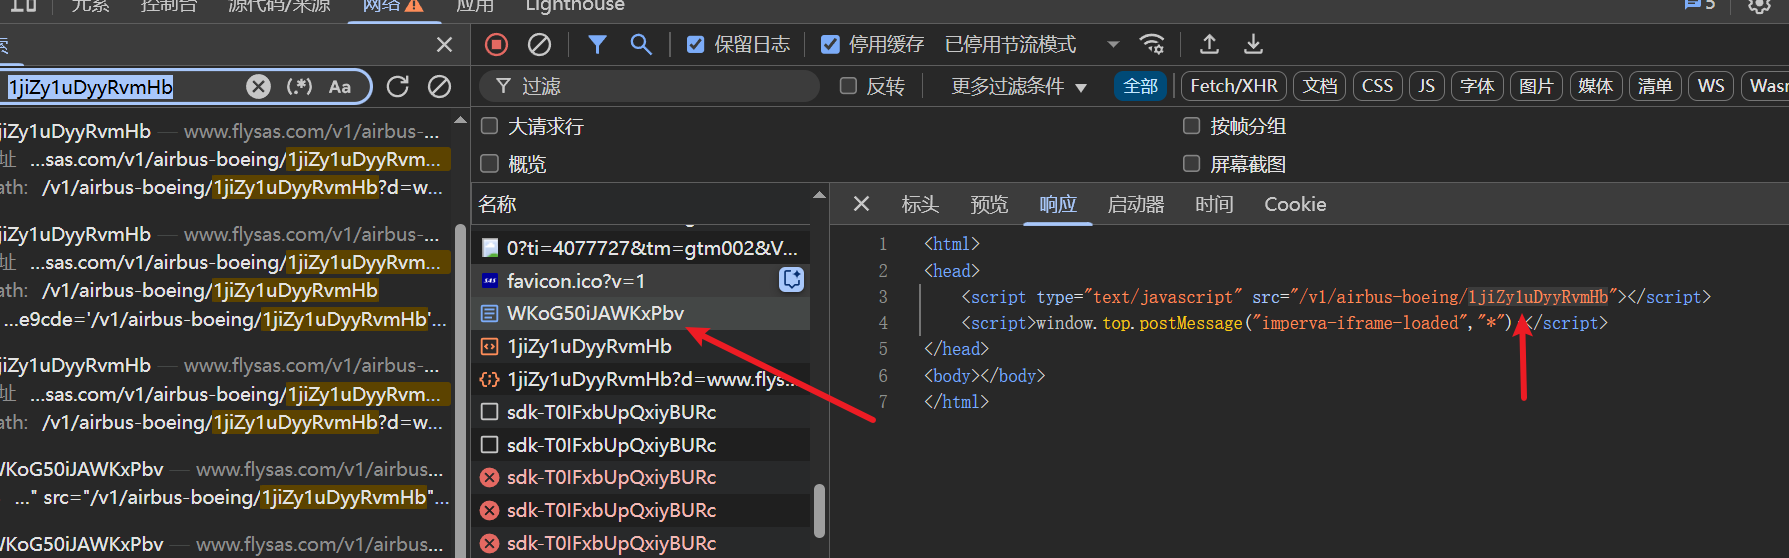 元素 控制台 源代码/来源 网络 应用 Lighthouse 5
保留日志 停用缓存 已停用节流模式
1jiZy1uDyyRvmHb (.*) Aa
过滤 反转 更多过滤条件 全部 Fetch/XHR 文档 CSS JS 字体 图片 媒体 清单 WS Wasm
大请求行 按帧分组
概览 屏幕截图
jiZy1uDyyRvmHb — www.flysas.com/v1/airbus-...
址 ...sas.com/v1/airbus-boeing/1jiZy1uDyyRvm...
ath: /v1/airbus-boeing/1jiZy1uDyyRvmHb?d=w...
jiZy1uDyyRvmHb — www.flysas.com/v1/airbus-...
址 ...sas.com/v1/airbus-boeing/1jiZy1uDyyRvm...
ath: /v1/airbus-boeing/1jiZy1uDyyRvmHb
...e9cde='/v1/airbus-boeing/1jiZy1uDyyRvmHb'...
jiZy1uDyyRvmHb — www.flysas.com/v1/airbus-...
址 ...sas.com/v1/airbus-boeing/1jiZy1uDyyRvm...
ath: /v1/airbus-boeing/1jiZy1uDyyRvmHb?d=w...
WKoG50iJAWKxPbv — www.flysas.com/v1/airbus...
..." src="/v1/airbus-boeing/1jiZy1uDyyRvmHb"...
WKoG50iJAWKxPbv — www.flysas.com/v1/airbus...
名称
0?ti=4077727&tm=gtm002&V...
favicon.ico?v=1
WKoG50iJAWKxPbv
1jiZy1uDyyRvmHb
1jiZy1uDyyRvmHb?d=www.flys...
sdk-T0IFxbUpQxiyBURc
sdk-T0IFxbUpQxiyBURc
sdk-T0IFxbUpQxiyBURc
sdk-T0IFxbUpQxiyBURc
sdk-T0IFxbUpQxiyBURc
标头 预览 响应 启动器 时间 Cookie
1 <html>
2 <head>
3 <script type="text/javascript" src="/v1/airbus-boeing/1jiZy1uDyyRvmHb"></script>
4 <script>window.top.postMessage("imperva-iframe-loaded","*");</script>
5 </head>
6 <body></body>
7 </html>